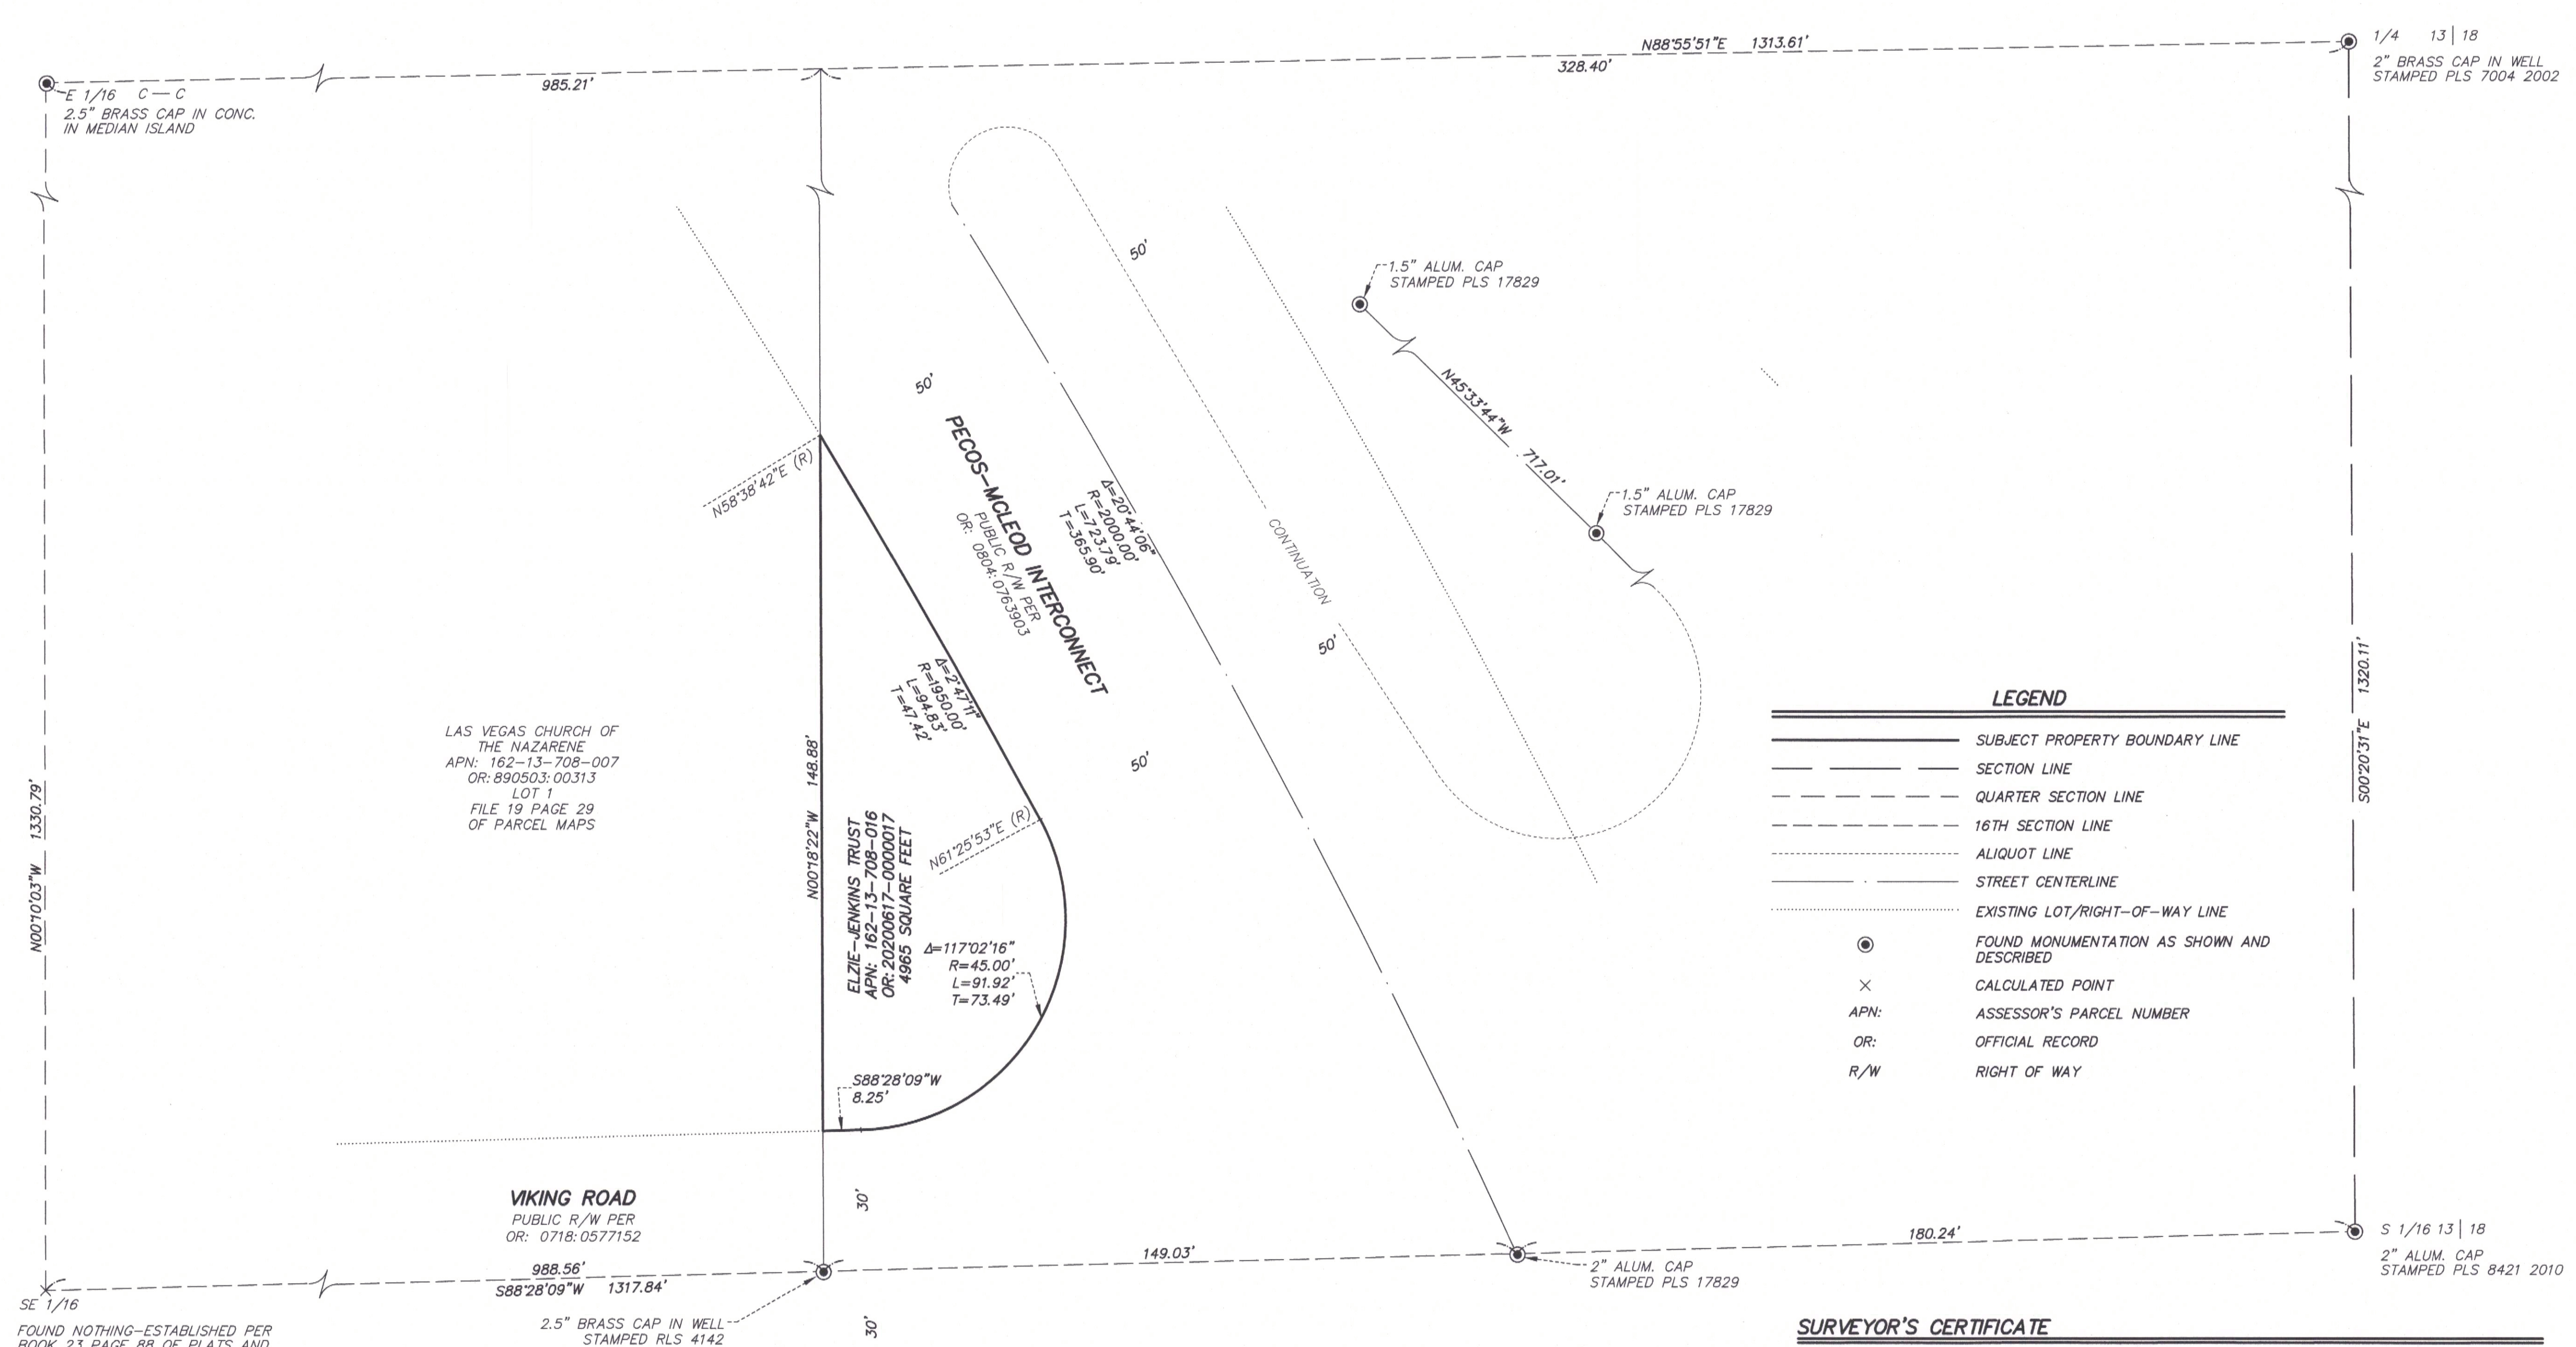 N88°55'51"E 1313.61'
985.21'
328.40'
E 1/16 C — C
2.5" BRASS CAP IN CONC.
IN MEDIAN ISLAND
1/4 13 | 18
2" BRASS CAP IN WELL
STAMPED PLS 7004 2002
50'
1.5" ALUM. CAP
STAMPED PLS 17829
50'
N45°33'44"W 717.01'
1.5" ALUM. CAP
STAMPED PLS 17829
N58°38'42"E (R)
PECOS–MCLEOD INTERCONNECT
PUBLIC R/W PER
OR: 0804:0763903
Δ=20°44'06"
R=2000.00'
L=723.79'
T=365.90'
CONTINUATION
50'
Δ=2°47'11"
R=1950.00'
L=94.83'
T=47.42'
50'
LAS VEGAS CHURCH OF
THE NAZARENE
APN: 162–13–708–007
OR: 890503: 00313
LOT 1
FILE 19 PAGE 29
OF PARCEL MAPS
N00°10'03"W 1330.79'
N00°18'22"W 148.88'
ELZIE–JENKINS TRUST
APN: 162–13–708–016
OR: 20200617–0000017
4965 SQUARE FEET
N61°25'53"E (R)
Δ=117°02'16"
R=45.00'
L=91.92'
T=73.49'
S88°28'09"W
8.25'
S00°20'31"E 1320.11'
LEGEND
SUBJECT PROPERTY BOUNDARY LINE
SECTION LINE
QUARTER SECTION LINE
16TH SECTION LINE
ALIQUOT LINE
STREET CENTERLINE
EXISTING LOT/RIGHT–OF–WAY LINE
FOUND MONUMENTATION AS SHOWN AND
DESCRIBED
CALCULATED POINT
APN: ASSESSOR'S PARCEL NUMBER
OR: OFFICIAL RECORD
R/W RIGHT OF WAY
VIKING ROAD
PUBLIC R/W PER
OR: 0718: 0577152
30'
149.03'
180.24'
S 1/16 13 | 18
2" ALUM. CAP
STAMPED PLS 8421 2010
988.56'
S88°28'09"W 1317.84'
2" ALUM. CAP
STAMPED PLS 17829
SE 1/16
2.5" BRASS CAP IN WELL
STAMPED RLS 4142
30'
FOUND NOTHING–ESTABLISHED PER
BOOK 23 PAGE 88 OF PLATS AND
SURVEYOR'S CERTIFICATE